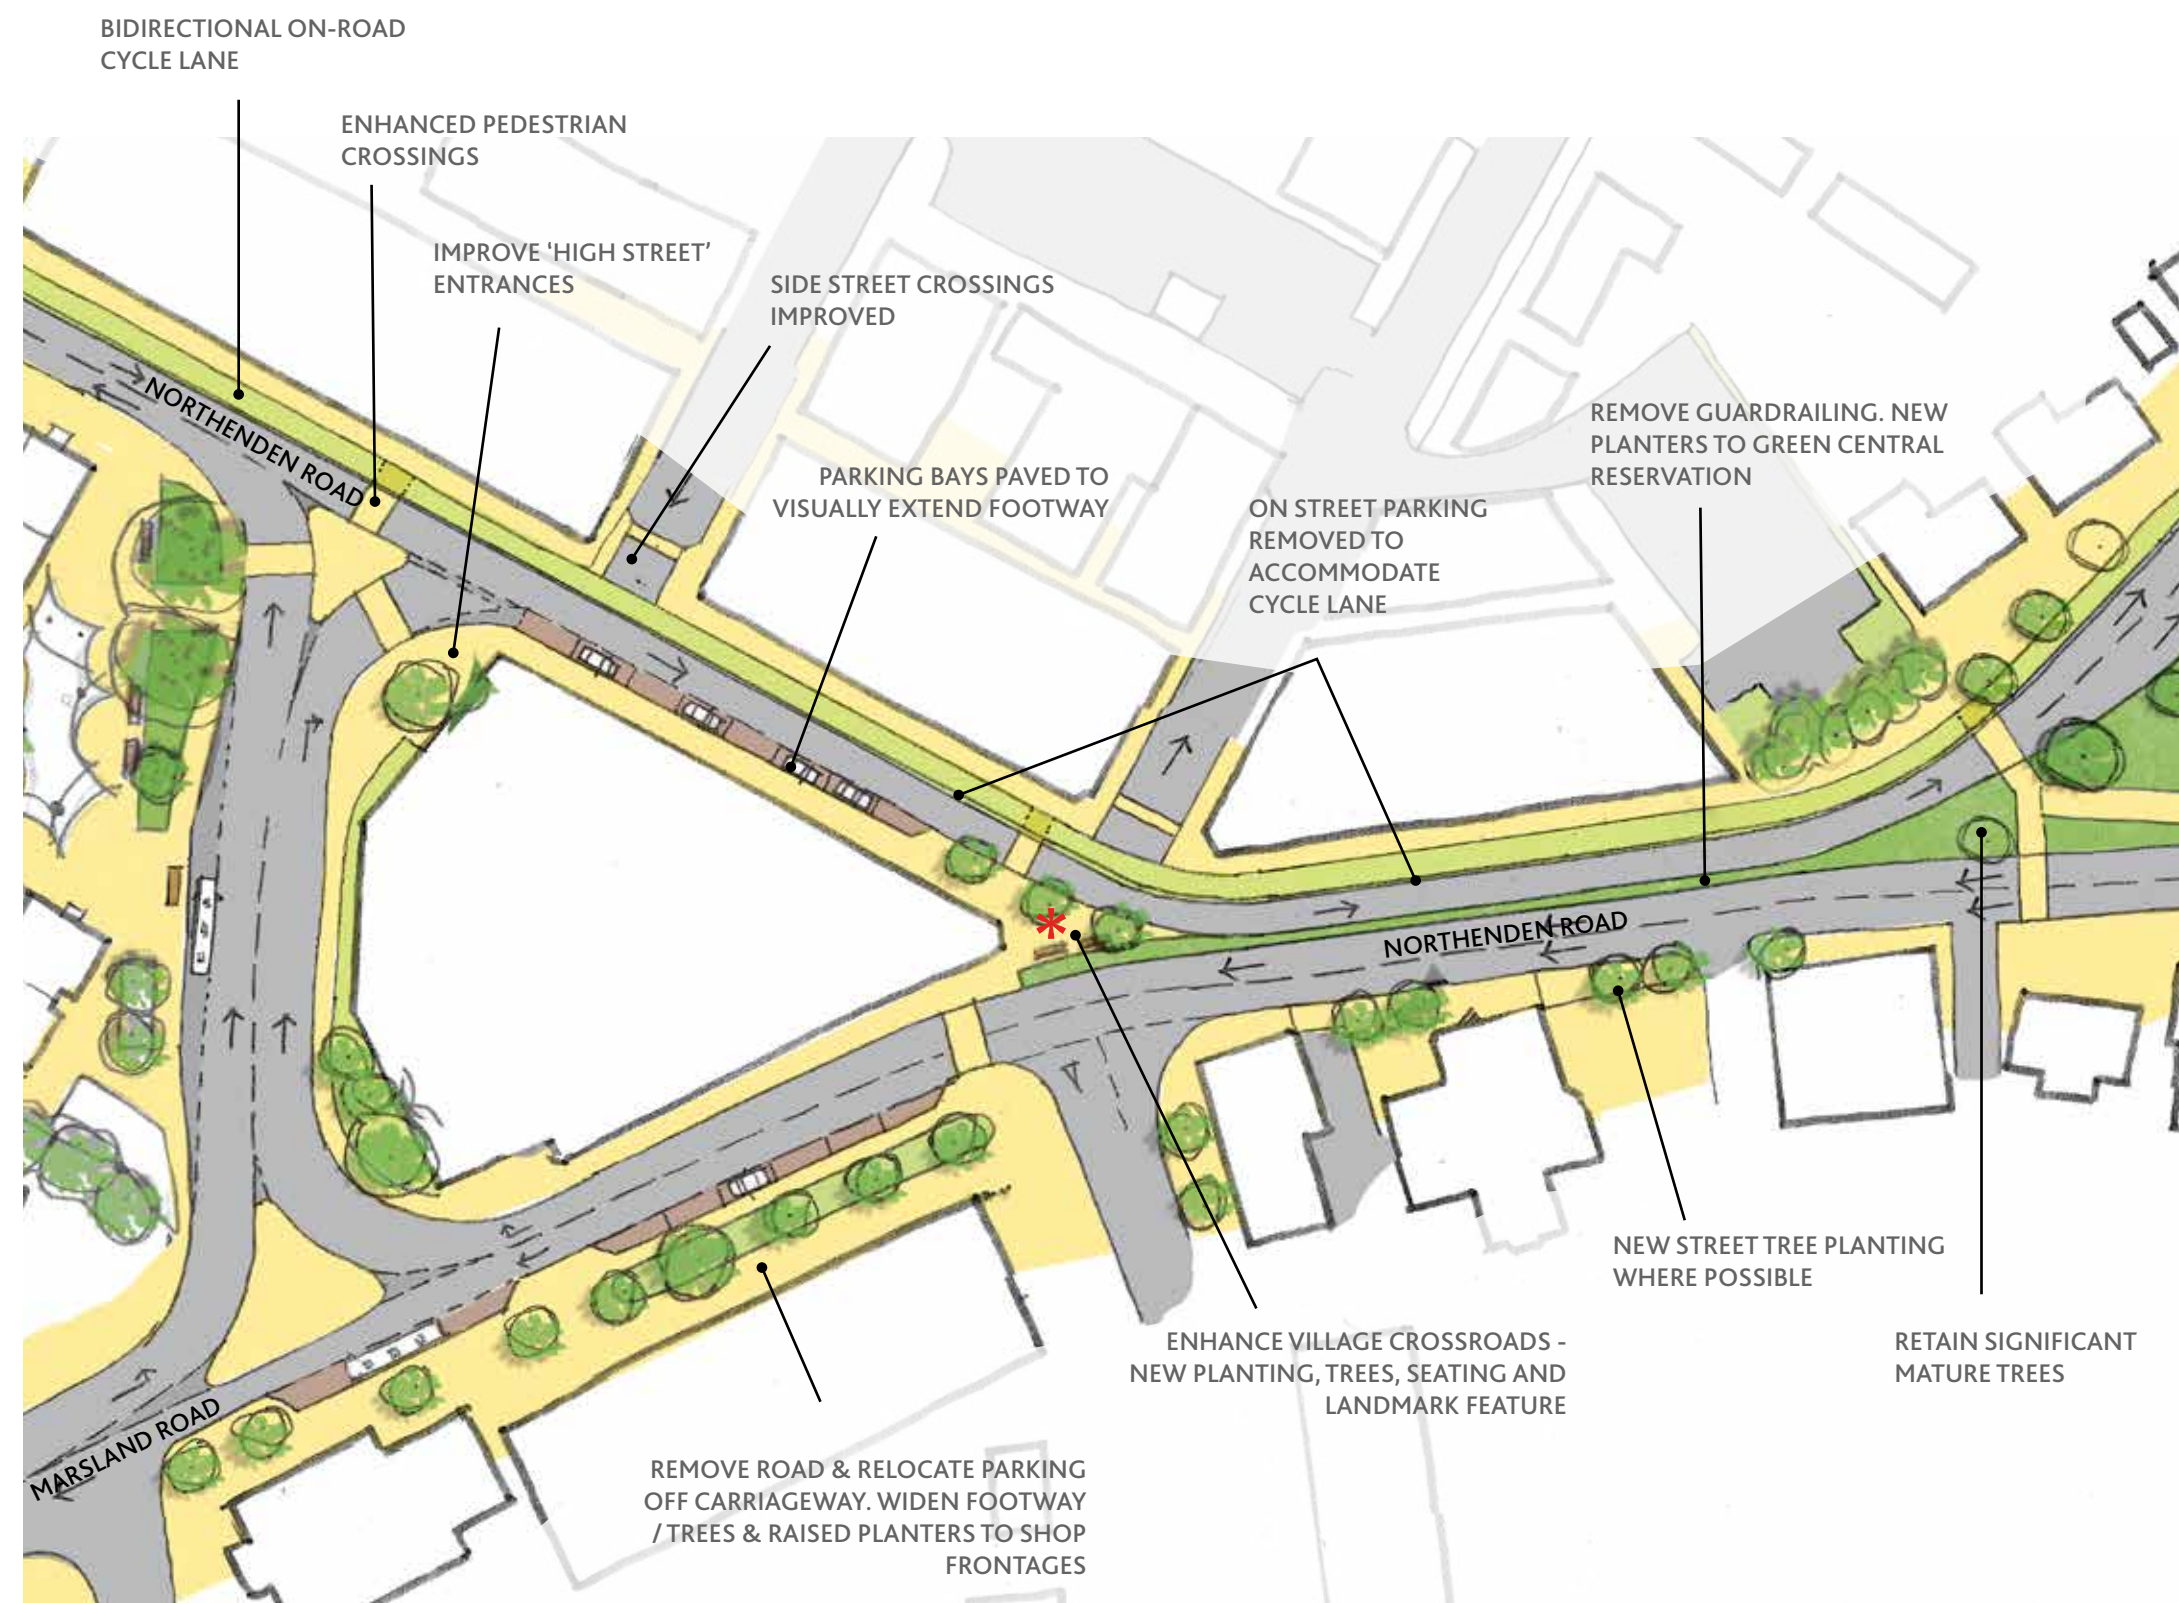 BIDIRECTIONAL ON-ROAD
CYCLE LANE
ENHANCED PEDESTRIAN
CROSSINGS
IMPROVE ‘HIGH STREET’
ENTRANCES
SIDE STREET CROSSINGS
IMPROVED
PARKING BAYS PAVED TO
VISUALLY EXTEND FOOTWAY
ON STREET PARKING
REMOVED TO
ACCOMMODATE
CYCLE LANE
REMOVE GUARDRAILING. NEW
PLANTERS TO GREEN CENTRAL
RESERVATION
NORTHENDEN ROAD
NORTHENDEN ROAD
MARSLAND ROAD
NEW STREET TREE PLANTING
WHERE POSSIBLE
ENHANCE VILLAGE CROSSROADS -
NEW PLANTING, TREES, SEATING AND
LANDMARK FEATURE
RETAIN SIGNIFICANT
MATURE TREES
REMOVE ROAD & RELOCATE PARKING
OFF CARRIAGEWAY. WIDEN FOOTWAY
/ TREES & RAISED PLANTERS TO SHOP
FRONTAGES